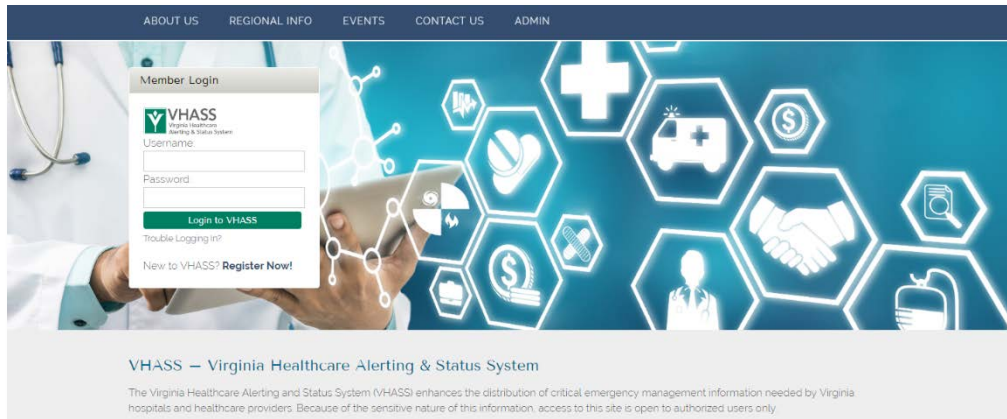 ABOUT US REGIONAL INFO EVENTS CONTACT US ADMIN
Member Login
VHASS
Virginia Healthcare
Alerting & Status System
Username:
Password
Login to VHASS
Trouble Logging In?
New to VHASS? Register Now!
VHASS – Virginia Healthcare Alerting & Status System
The Virginia Healthcare Alerting and Status System (VHASS) enhances the distribution of critical emergency management information needed by Virginia
hospitals and healthcare providers. Because of the sensitive nature of this information, access to this site is open to authorized users only.